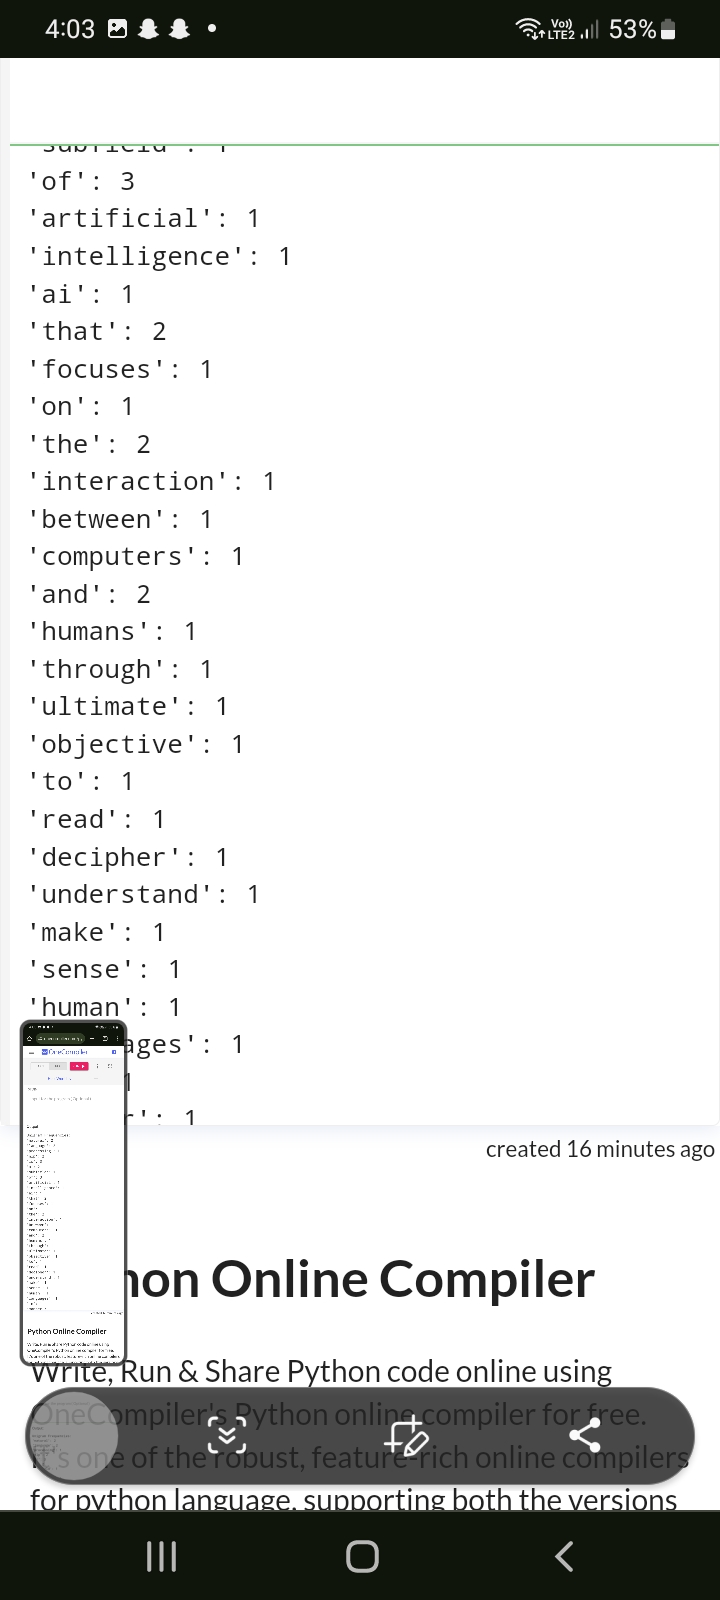 4:03
Vo))
LTE2
53%
'subfield': 1
'of': 3
'artificial': 1
'intelligence': 1
'ai': 1
'that': 2
'focuses': 1
'on': 1
'the': 2
'interaction': 1
'between': 1
'computers': 1
'and': 2
'humans': 1
'through': 1
'ultimate': 1
'objective': 1
'to': 1
'read': 1
'decipher': 1
'understand': 1
'make': 1
'sense': 1
'human': 1
ages': 1
1
r': 1
created 16 minutes ago
OneCompiler
Python Online Compiler
hon Online Compiler
Write, Run & Share Python code online using
OneCompiler's Python online compiler for free.
It's one of the robust, feature-rich online compilers
for python language, supporting both the versions